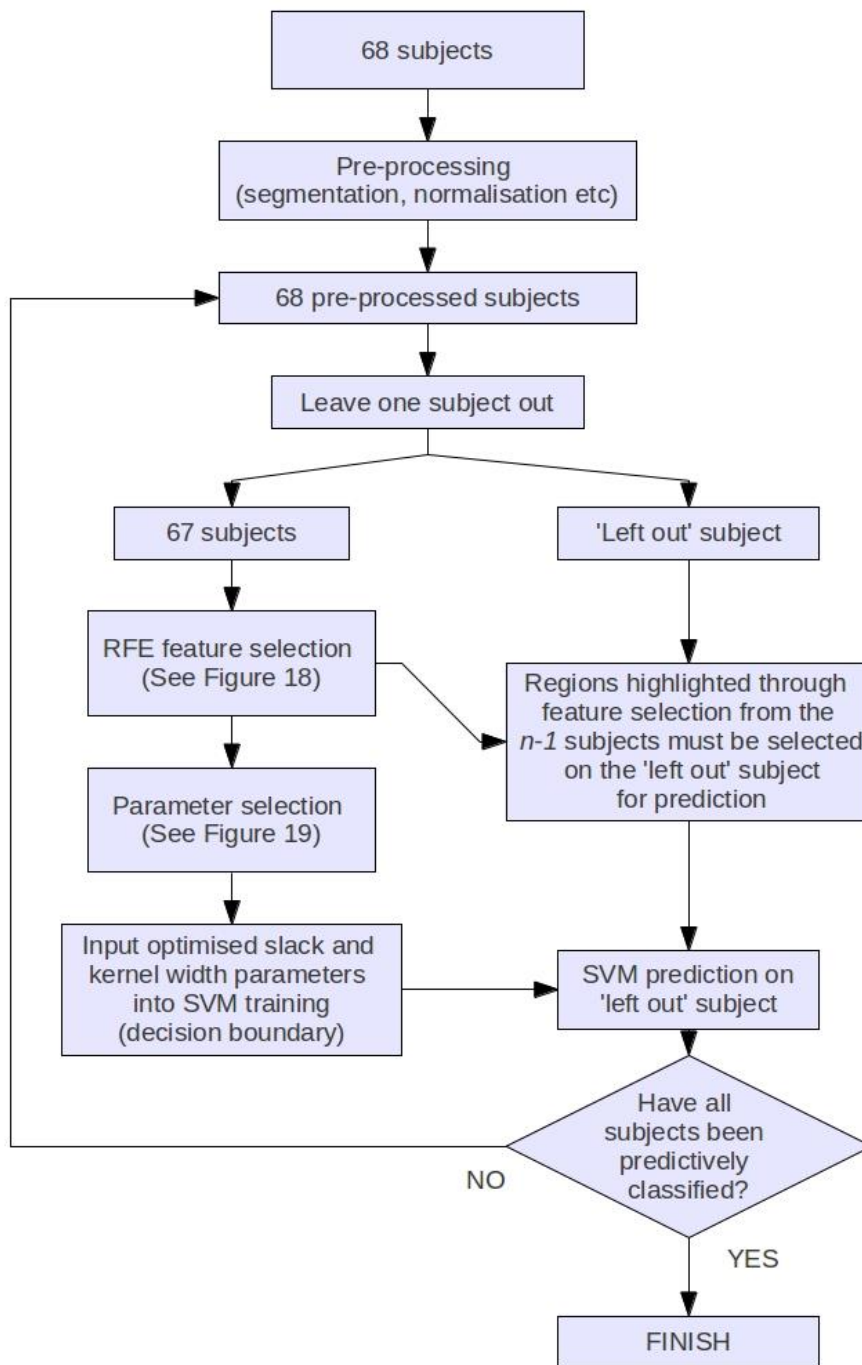 68 subjects
Pre-processing
(segmentation, normalisation etc)
68 pre-processed subjects
Leave one subject out
67 subjects
'Left out' subject
RFE feature selection
(See Figure 18)
Regions highlighted through
feature selection from the
n-1 subjects must be selected
on the 'left out' subject
for prediction
Parameter selection
(See Figure 19)
Input optimised slack and
kernel width parameters
into SVM training
(decision boundary)
SVM prediction on
'left out' subject
Have all
subjects been
predictively
classified?
NO
YES
FINISH